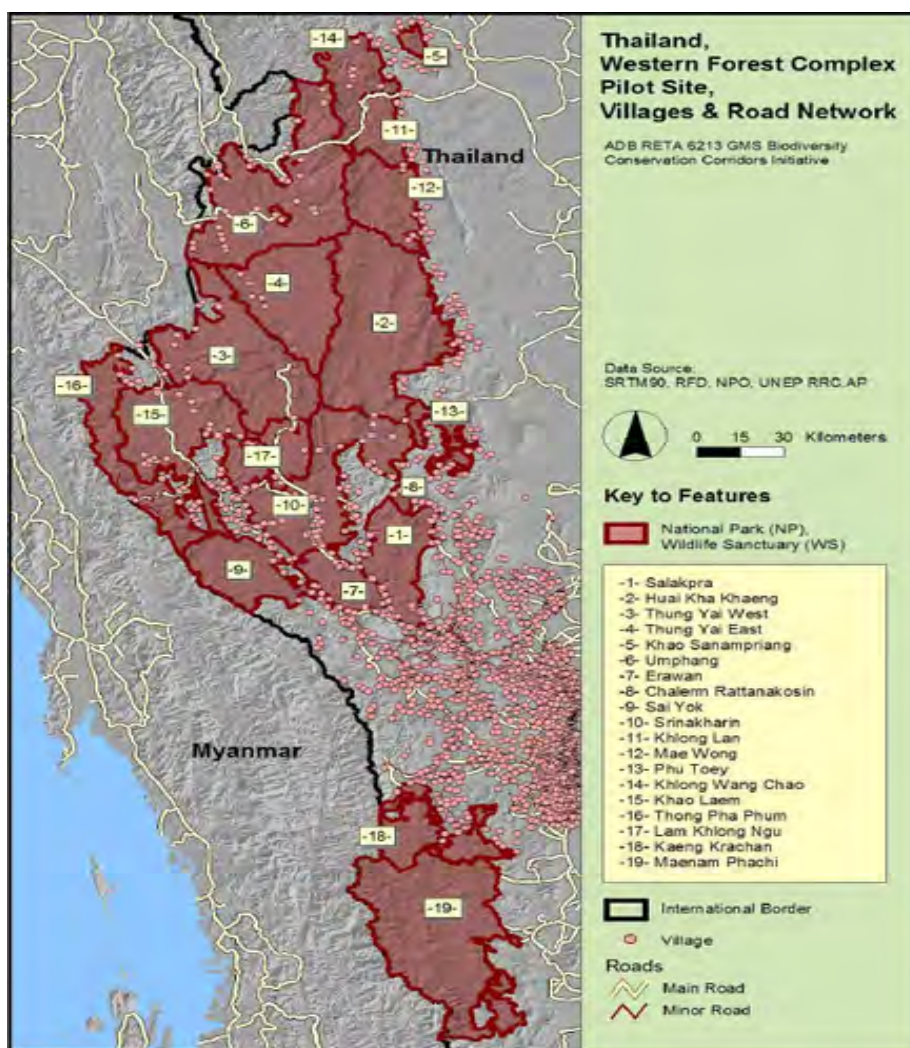 Thailand,
Western Forest Complex
Pilot Site,
Villages & Road Network
ADB RETA 6213 GMS Biodiversity
Conservation Corridors Initiative
Data Source:
SRTM90, RFD, NPO, UNEP RRC.AP
0 15 30 Kilometers
Key to Features
National Park (NP),
Wildlife Sanctuary (WS)
-1- Salakpra
-2- Huai Kha Khaeng
-3- Thung Yai West
-4- Thung Yai East
-5- Khao Sanampriang
-6- Umphang
-7- Erawan
-8- Chalerm Rattanakosin
-9- Sai Yok
-10- Srinakharin
-11- Khlong Lan
-12- Mae Wong
-13- Phu Toey
-14- Khlong Wang Chao
-15- Khao Laem
-16- Thong Pha Phum
-17- Lam Khlong Ngu
-18- Kaeng Krachan
-19- Maenam Phachi
International Border
Village
Roads
Main Road
Minor Road
-14-
-5-
-11-
Thailand
-12-
-6-
-4-
-2-
-3-
-16-
-15-
-13-
-17-
-8-
-10-
-1-
-9-
-7-
Myanmar
-18-
-19-